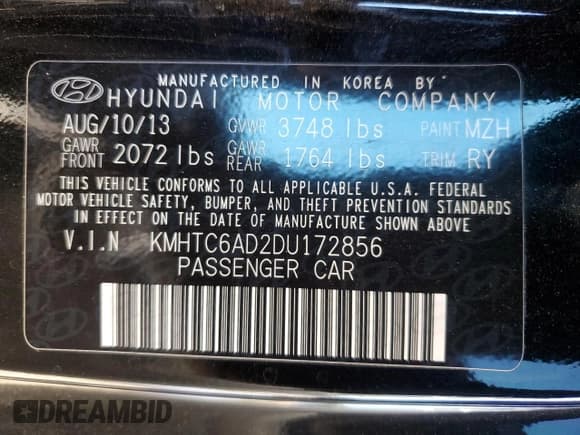 MANUFACTURED IN KOREA BY
HYUNDAI MOTOR COMPANY
AUG/10/13 GVWR 3748 lbs PAINT MZH
GAWR FRONT 2072 lbs GAWR REAR 1764 lbs TRIM RY
THIS VEHICLE CONFORMS TO ALL APPLICABLE U.S.A. FEDERAL
MOTOR VEHICLE SAFETY, BUMPER, AND THEFT PREVENTION STANDARDS
IN EFFECT ON THE DATE OF MANUFACTURE SHOWN ABOVE
V.I.N KMHTC6AD2DU172856
PASSENGER CAR
DREAMBID